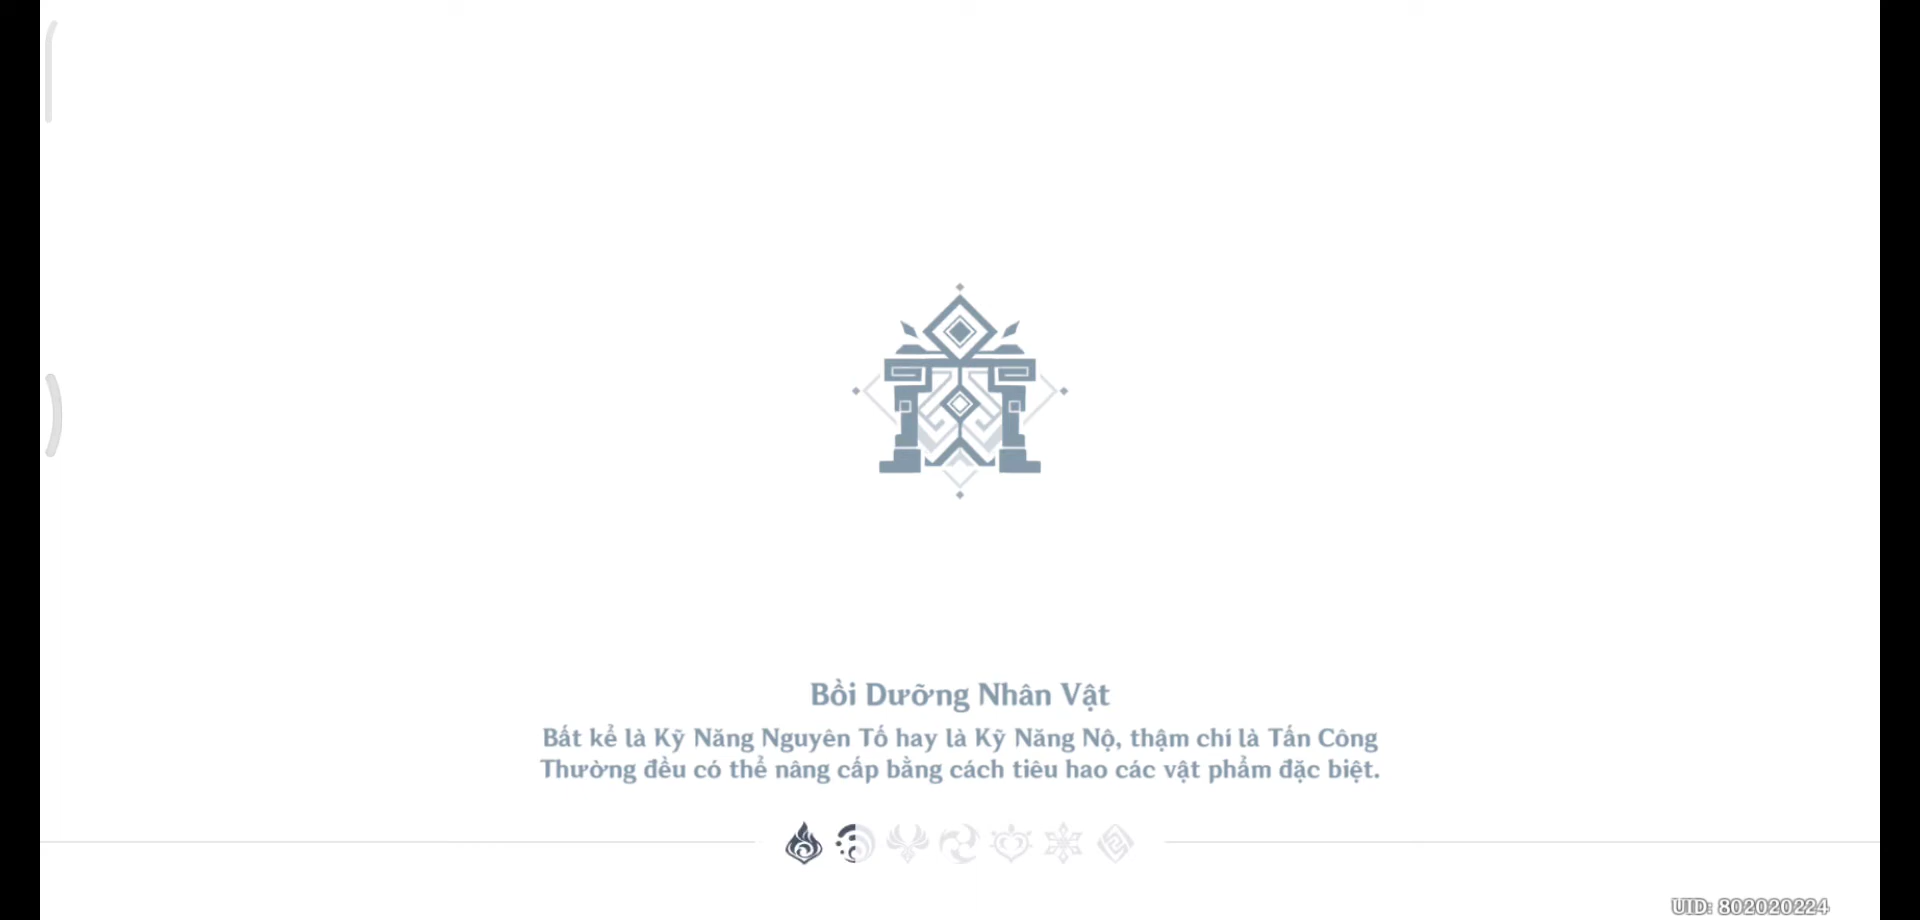 Bồi Dưỡng Nhân Vật
Bất kể là Kỹ Năng Nguyên Tố hay là Kỹ Năng Nộ, thậm chí là Tấn Công
Thường đều có thể nâng cấp bằng cách tiêu hao các vật phẩm đặc biệt.
UID: 802020224